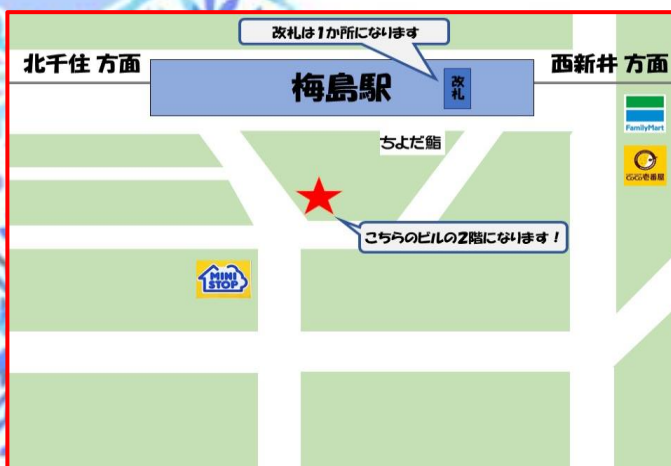 改札は1か所になります
北千住 方面
西新井 方面
梅島駅
改札
FamilyMart
ちよだ鮨
CoCo壱番屋
こちらのビルの2階になります！
MINI
STOP